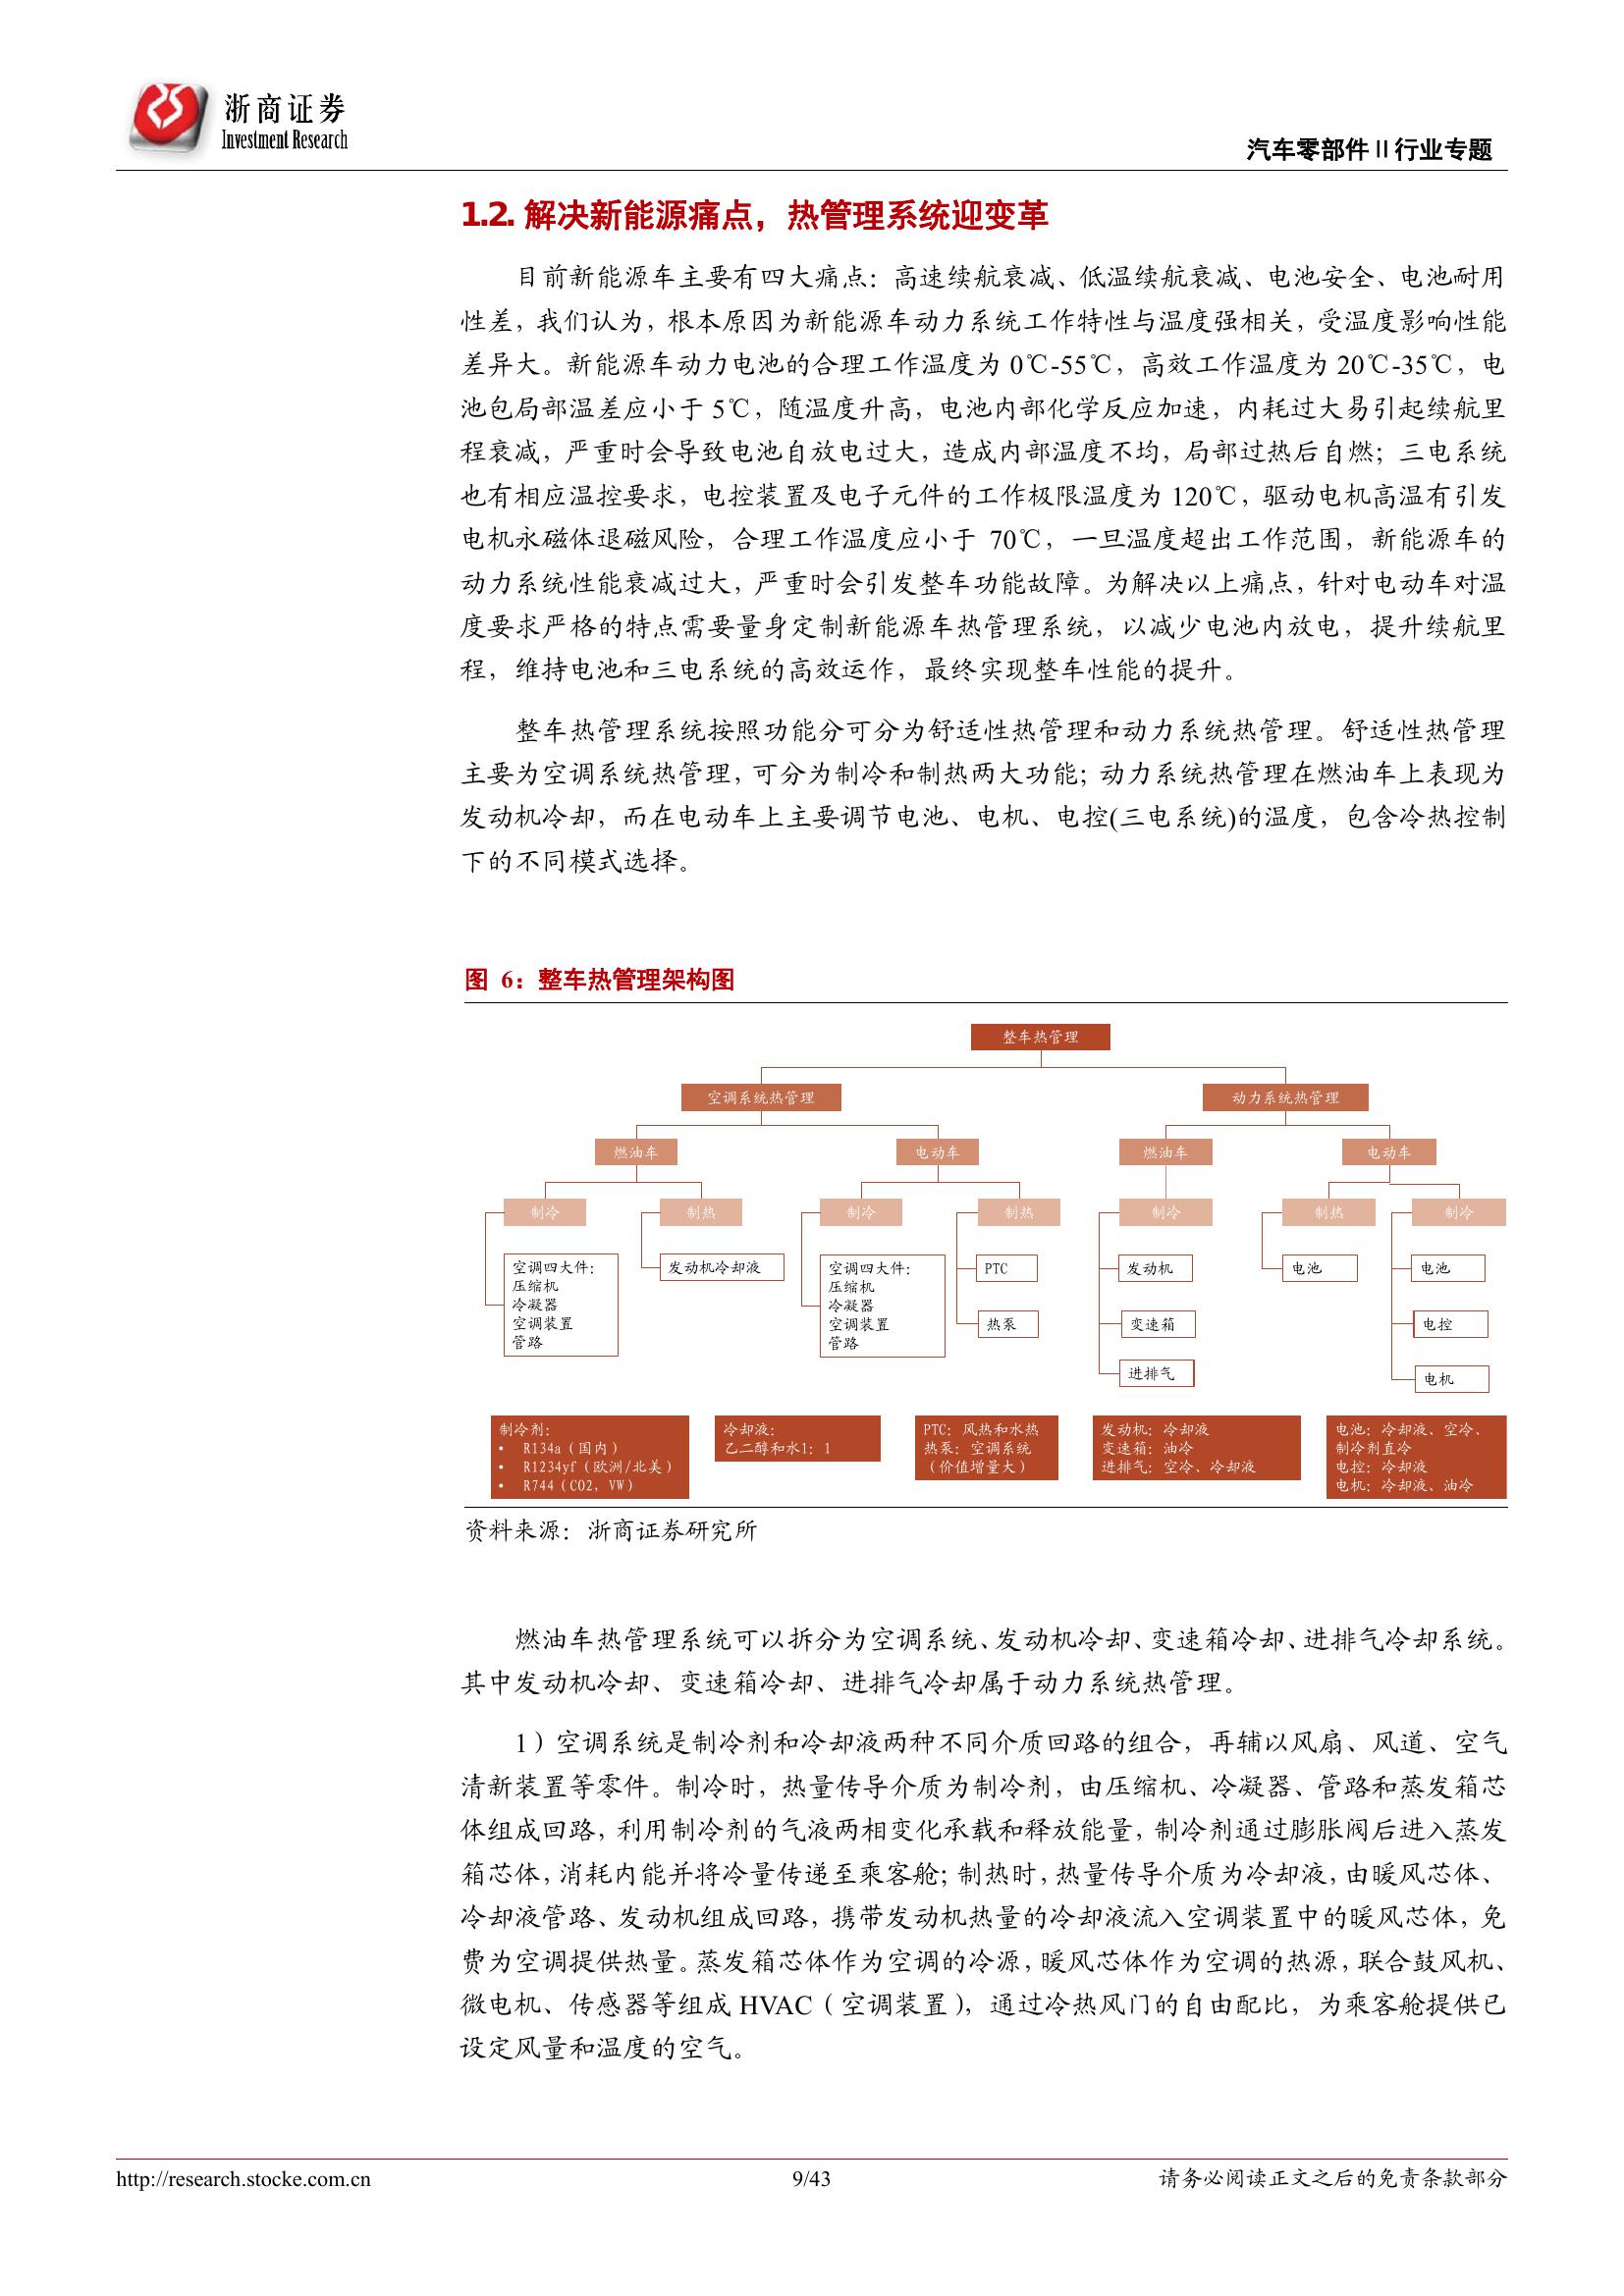 浙商证券
Investment Research
汽车零部件Ⅱ行业专题
1.2. 解决新能源痛点，热管理系统迎变革
目前新能源车主要有四大痛点：高速续航衰减、低温续航衰减、电池安全、电池耐用
性差，我们认为，根本原因为新能源车动力系统工作特性与温度强相关，受温度影响性能
差异大。新能源车动力电池的合理工作温度为 0℃-55℃，高效工作温度为 20℃-35℃，电
池包局部温差应小于 5℃，随温度升高，电池内部化学反应加速，内耗过大易引起续航里
程衰减，严重时会导致电池自放电过大，造成内部温度不均，局部过热后自燃；三电系统
也有相应温控要求，电控装置及电子元件的工作极限温度为 120℃，驱动电机高温有引发
电机永磁体退磁风险，合理工作温度应小于 70℃，一旦温度超出工作范围，新能源车的
动力系统性能衰减过大，严重时会引发整车功能故障。为解决以上痛点，针对电动车对温
度要求严格的特点需要量身定制新能源车热管理系统，以减少电池内放电，提升续航里
程，维持电池和三电系统的高效运作，最终实现整车性能的提升。
整车热管理系统按照功能分可分为舒适性热管理和动力系统热管理。舒适性热管理
主要为空调系统热管理，可分为制冷和制热两大功能；动力系统热管理在燃油车上表现为
发动机冷却，而在电动车上主要调节电池、电机、电控(三电系统)的温度，包含冷热控制
下的不同模式选择。
图 6：整车热管理架构图
整车热管理
空调系统热管理
动力系统热管理
燃油车
电动车
燃油车
电动车
制冷
制热
制冷
制热
制冷
制热
制冷
空调四大件：
压缩机
冷凝器
空调装置
管路
发动机冷却液
空调四大件：
压缩机
冷凝器
空调装置
管路
PTC
热泵
发动机
变速箱
进排气
电池
电池
电控
电机
制冷剂：
• R134a（国内）
• R1234yf（欧洲/北美）
• R744（CO2，VW）
冷却液：
乙二醇和水1：1
PTC：风热和水热
热泵：空调系统
（价值增量大）
发动机：冷却液
变速箱：油冷
进排气：空冷、冷却液
电池：冷却液、空冷、
制冷剂直冷
电控：冷却液
电机：冷却液、油冷
资料来源：浙商证券研究所
燃油车热管理系统可以拆分为空调系统、发动机冷却、变速箱冷却、进排气冷却系统。
其中发动机冷却、变速箱冷却、进排气冷却属于动力系统热管理。
1）空调系统是制冷剂和冷却液两种不同介质回路的组合，再辅以风扇、风道、空气
清新装置等零件。制冷时，热量传导介质为制冷剂，由压缩机、冷凝器、管路和蒸发箱芯
体组成回路，利用制冷剂的气液两相变化承载和释放能量，制冷剂通过膨胀阀后进入蒸发
箱芯体，消耗内能并将冷量传递至乘客舱；制热时，热量传导介质为冷却液，由暖风芯体、
冷却液管路、发动机组成回路，携带发动机热量的冷却液流入空调装置中的暖风芯体，免
费为空调提供热量。蒸发箱芯体作为空调的冷源，暖风芯体作为空调的热源，联合鼓风机、
微电机、传感器等组成 HVAC（空调装置），通过冷热风门的自由配比，为乘客舱提供已
设定风量和温度的空气。
http://research.stocke.com.cn
9/43
请务必阅读正文之后的免责条款部分